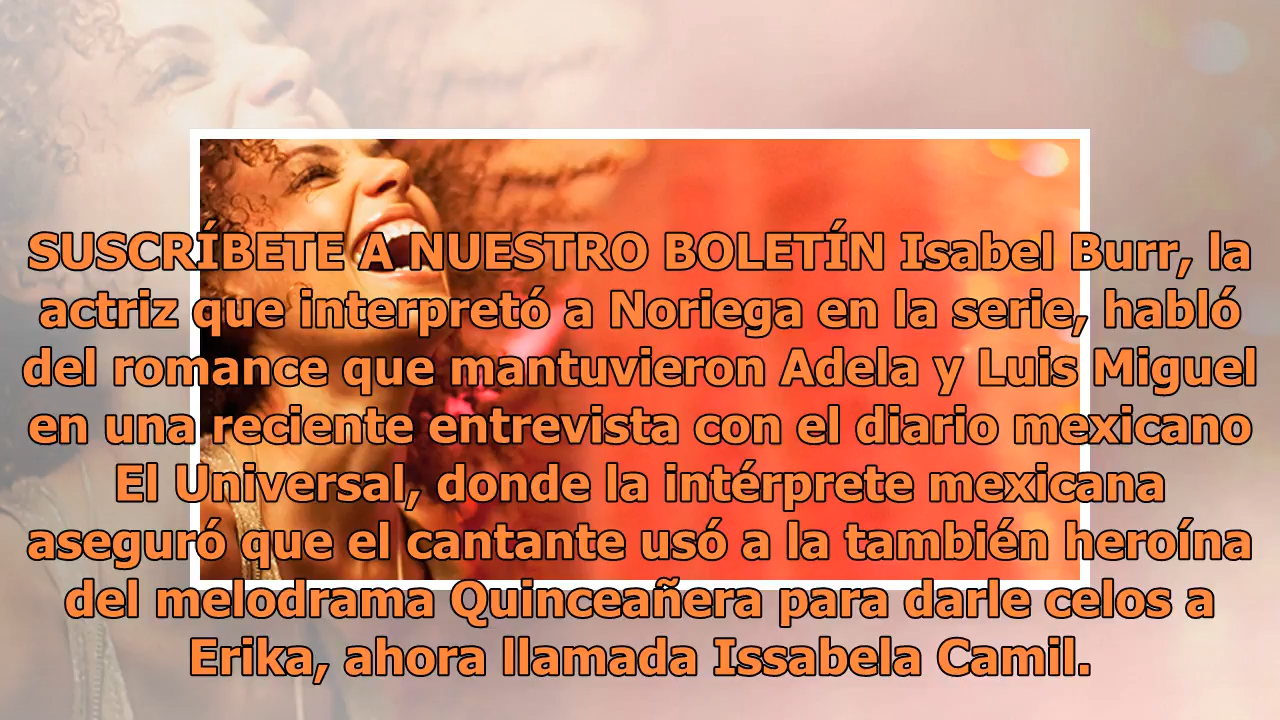 SUSCRÍBETE A NUESTRO BOLETÍN Isabel Burr, la
actriz que interpretó a Noriega en la serie, habló
del romance que mantuvieron Adela y Luis Miguel
en una reciente entrevista con el diario mexicano
El Universal, donde la intérprete mexicana
aseguró que el cantante usó a la también heroína
del melodrama Quinceañera para darle celos a
Erika, ahora llamada Issabela Camil.